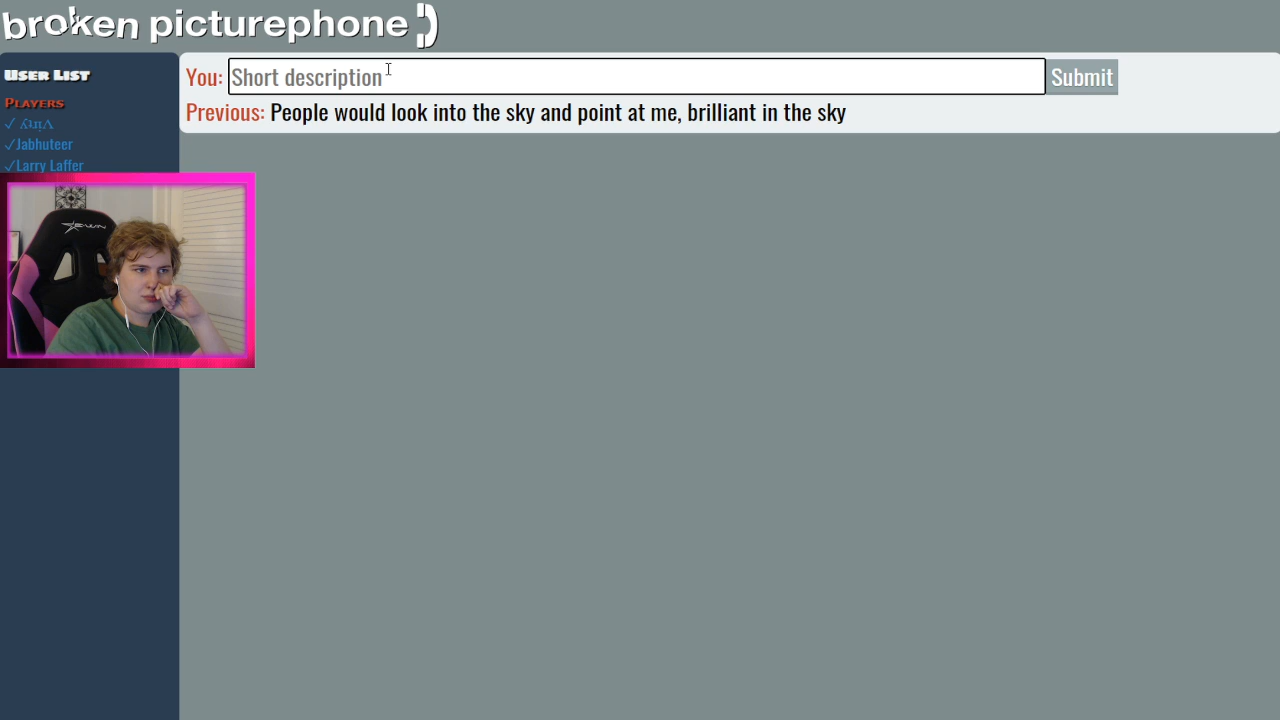 broken picturephone
USER LIST
PLAYERS
✓ ʎuᴉΛ
✓Jabhuteer
✓Larry Laffer
You: Short description Submit
Previous: People would look into the sky and point at me, brilliant in the sky